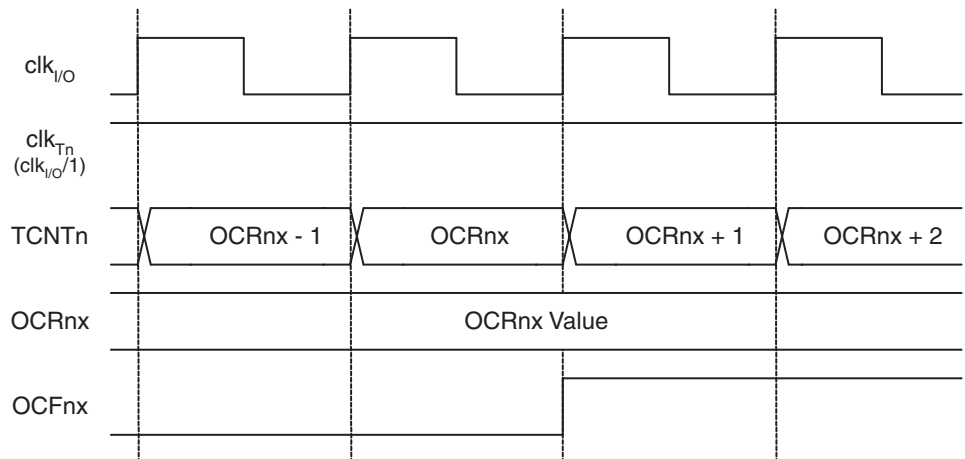 clkI/O
clkTn
(clkI/O/1)
TCNTn
OCRnx - 1
OCRnx
OCRnx + 1
OCRnx + 2
OCRnx
OCRnx Value
OCFnx